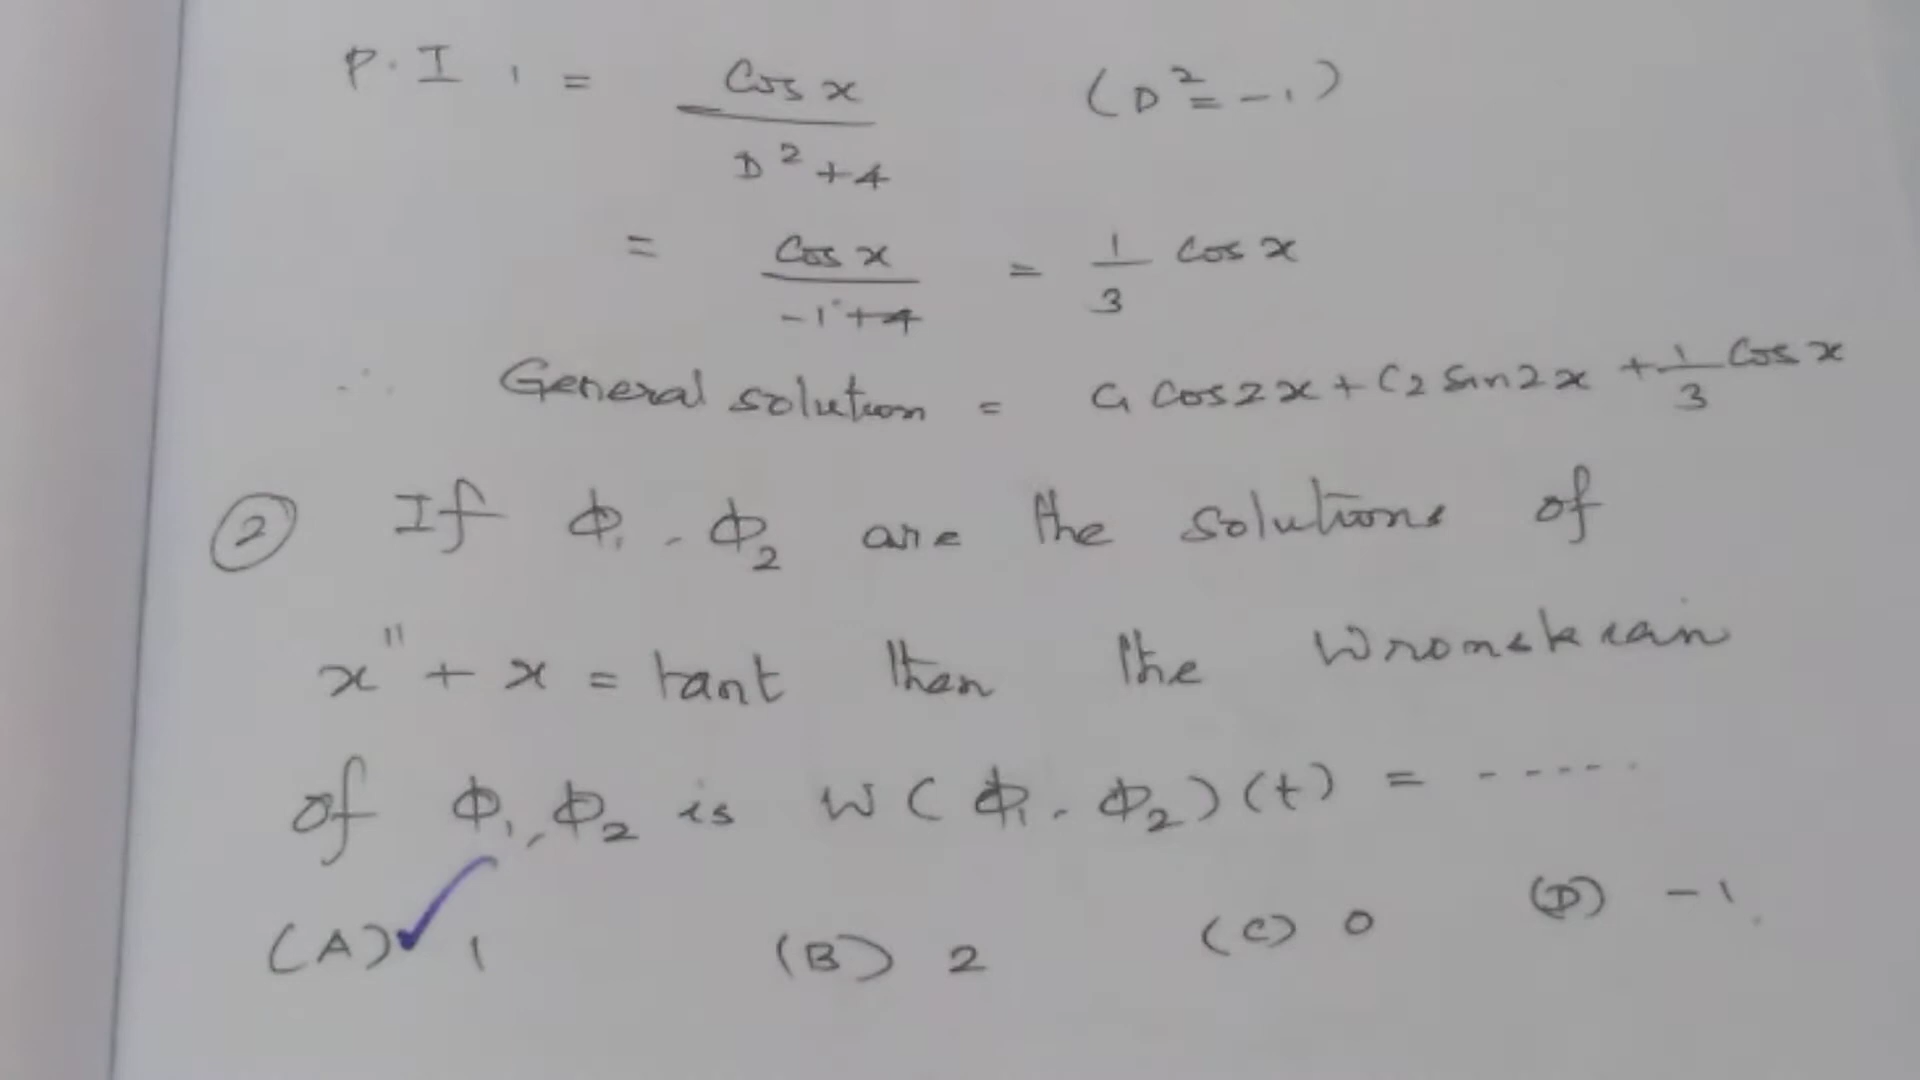 P.I, = Cos x / D² + 4 (D² = -1)
= Cos x / -1 + 4 = 1/3 cos x
∴ General solution = C₁ cos 2x + C₂ sin 2x + 1/3 Cos x
② If Φ₁, Φ₂ are the solutions of
x'' + x = tant then the Wronskian
of Φ₁, Φ₂ is W(Φ₁, Φ₂)(t) = -----
(A) ✓ 1 (B) 2 (C) 0 (D) -1